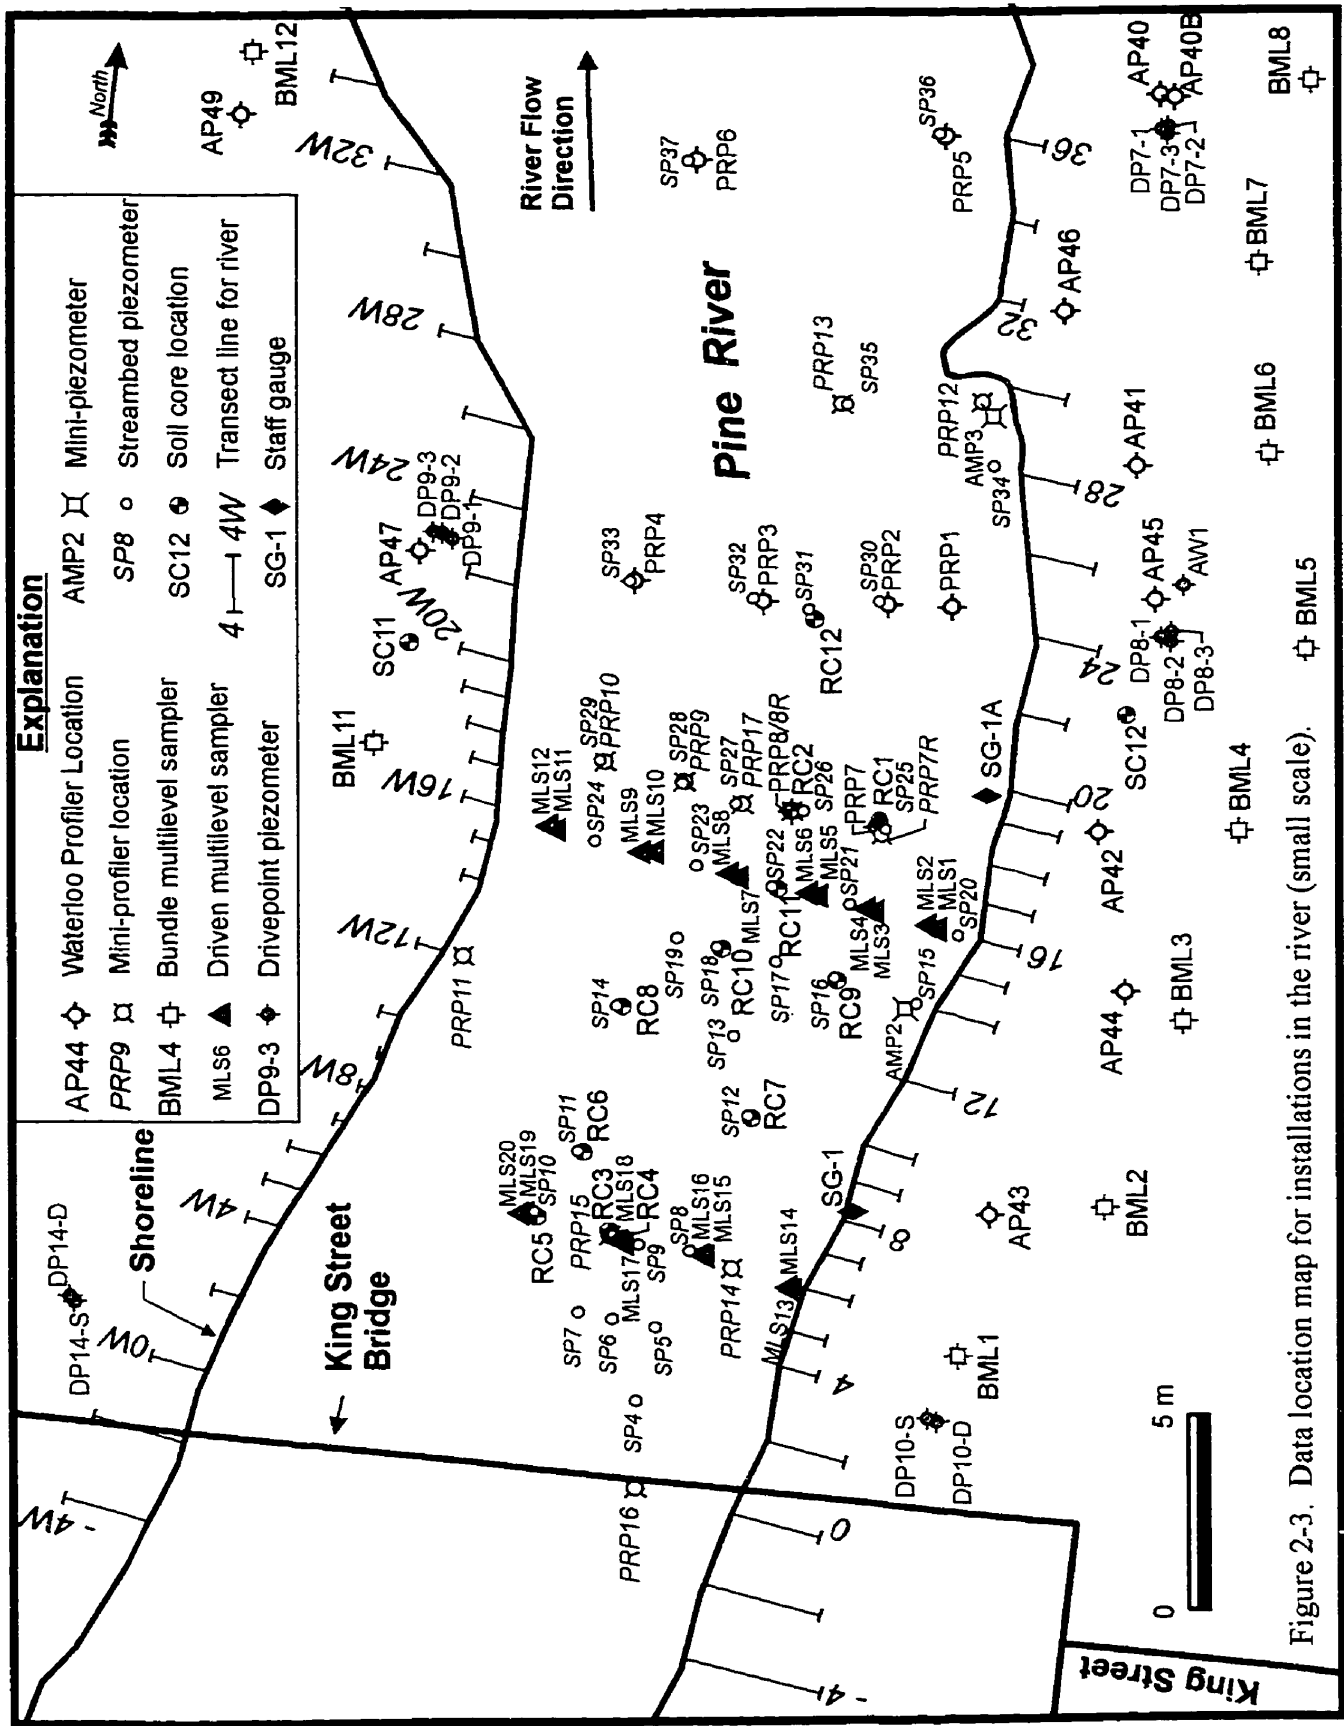 Explanation
AP44 Waterloo Profiler Location
PRP9 Mini-profiler location
BML4 Bundle multilevel sampler
MLS6 Driven multilevel sampler
DP9-3 Drivepoint piezometer
AMP2 Mini-piezometer
SP8 Streambed piezometer
SC12 Soil core location
4 4W Transect line for river
SG-1 Staff gauge
North
River Flow
Direction
Pine River
Shoreline
King Street
Bridge
King Street
-4W
0W
4W
8W
12W
16W
20W
24W
28W
32W
DP14-D
DP14-S
BML11
SC11
AP47
DP9-3
DP9-2
DP9-1
AP49
BML12
PRP11
MLS20
MLS19
SP10
RC5
SP11
RC6
PRP15
RC3
MLS18
RC4
MLS17
SP9
SP8
MLS16
MLS15
PRP14
SP7
SP6
SP5
SP4
PRP16
MLS13
MLS14
SP14
RC8
SP19
SP18
RC10
SP13
SP12
RC7
SP17
SP16
RC9
AMP2
SP15
MLS12
MLS11
SP24
SP29
PRP10
MLS9
MLS10
SP28
PRP9
SP23
MLS8
MLS7
SP27
PRP17
PRP8/8R
RC2
SP26
SP22
RC11
MLS6
MLS5
SP21
PRP7
RC1
SP25
PRP7R
MLS4
MLS3
MLS2
MLS1
SP20
SP33
PRP4
SP32
PRP3
SP31
RC12
SP30
PRP2
PRP1
SP37
PRP6
SP36
PRP5
PRP13
SP35
PRP12
AMP3
SP34
SG-1
SG-1A
-4
0
4
8
12
16
20
24
28
32
36
DP10-S
DP10-D
BML1
AP43
BML2
AP44
BML3
AP42
BML4
SC12
DP8-1
DP8-2
DP8-3
AP45
AW1
BML5
AP41
BML6
AP46
BML7
DP7-1
DP7-3
DP7-2
AP40
AP40B
BML8
0 5 m
Figure 2-3. Data location map for installations in the river (small scale).